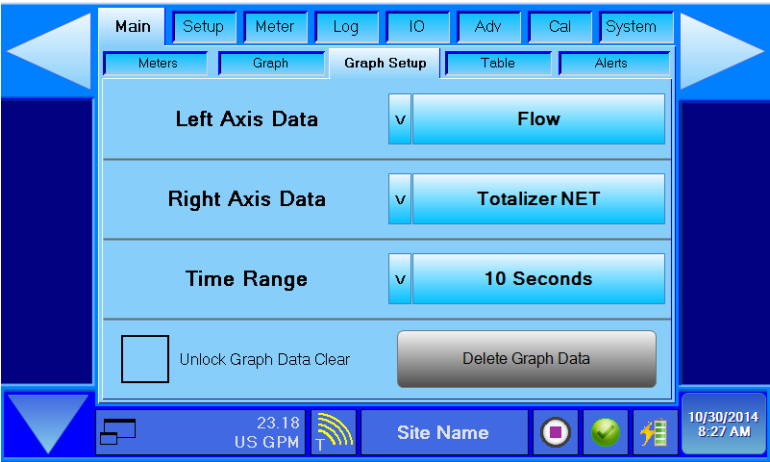 Main Setup Meter Log IO Adv Cal System
Meters Graph Graph Setup Table Alerts
Left Axis Data v Flow
Right Axis Data v Totalizer NET
Time Range v 10 Seconds
Unlock Graph Data Clear Delete Graph Data
23.18
US GPM T Site Name
10/30/2014
8:27 AM